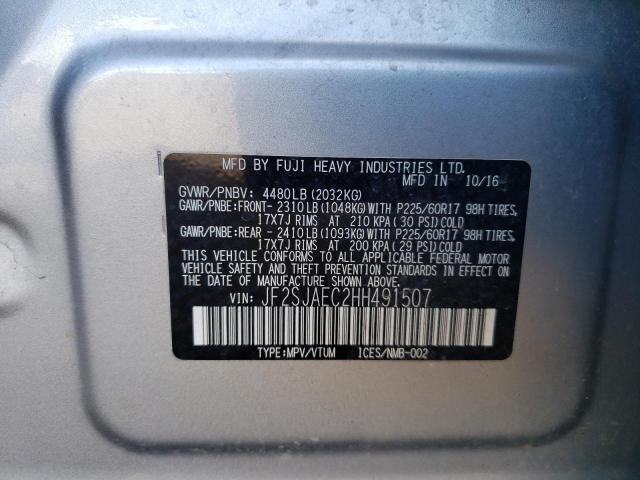 MFD BY FUJI HEAVY INDUSTRIES LTD.
MFD IN 10/16
GVWR/PNBV: 4480LB (2032KG)
GAWR/PNBE:FRONT- 2310LB (1048KG) WITH P225/60R17 98H TIRES,
17X7J RIMS AT 210 KPA ( 30 PSI) COLD
GAWR/PNBE:REAR - 2410LB (1093KG) WITH P225/60R17 98H TIRES,
17X7J RIMS AT 200 KPA ( 29 PSI) COLD
THIS VEHICLE CONFORMS TO ALL APPLICABLE FEDERAL MOTOR
VEHICLE SAFETY AND THEFT PREVENTION STANDARDS IN EFFECT
ON THE DATE OF MANUFACTURE SHOWN ABOVE.
VIN: JF2SJAEC2HH491507
TYPE:MPV/VTUM ICES/NMB-002